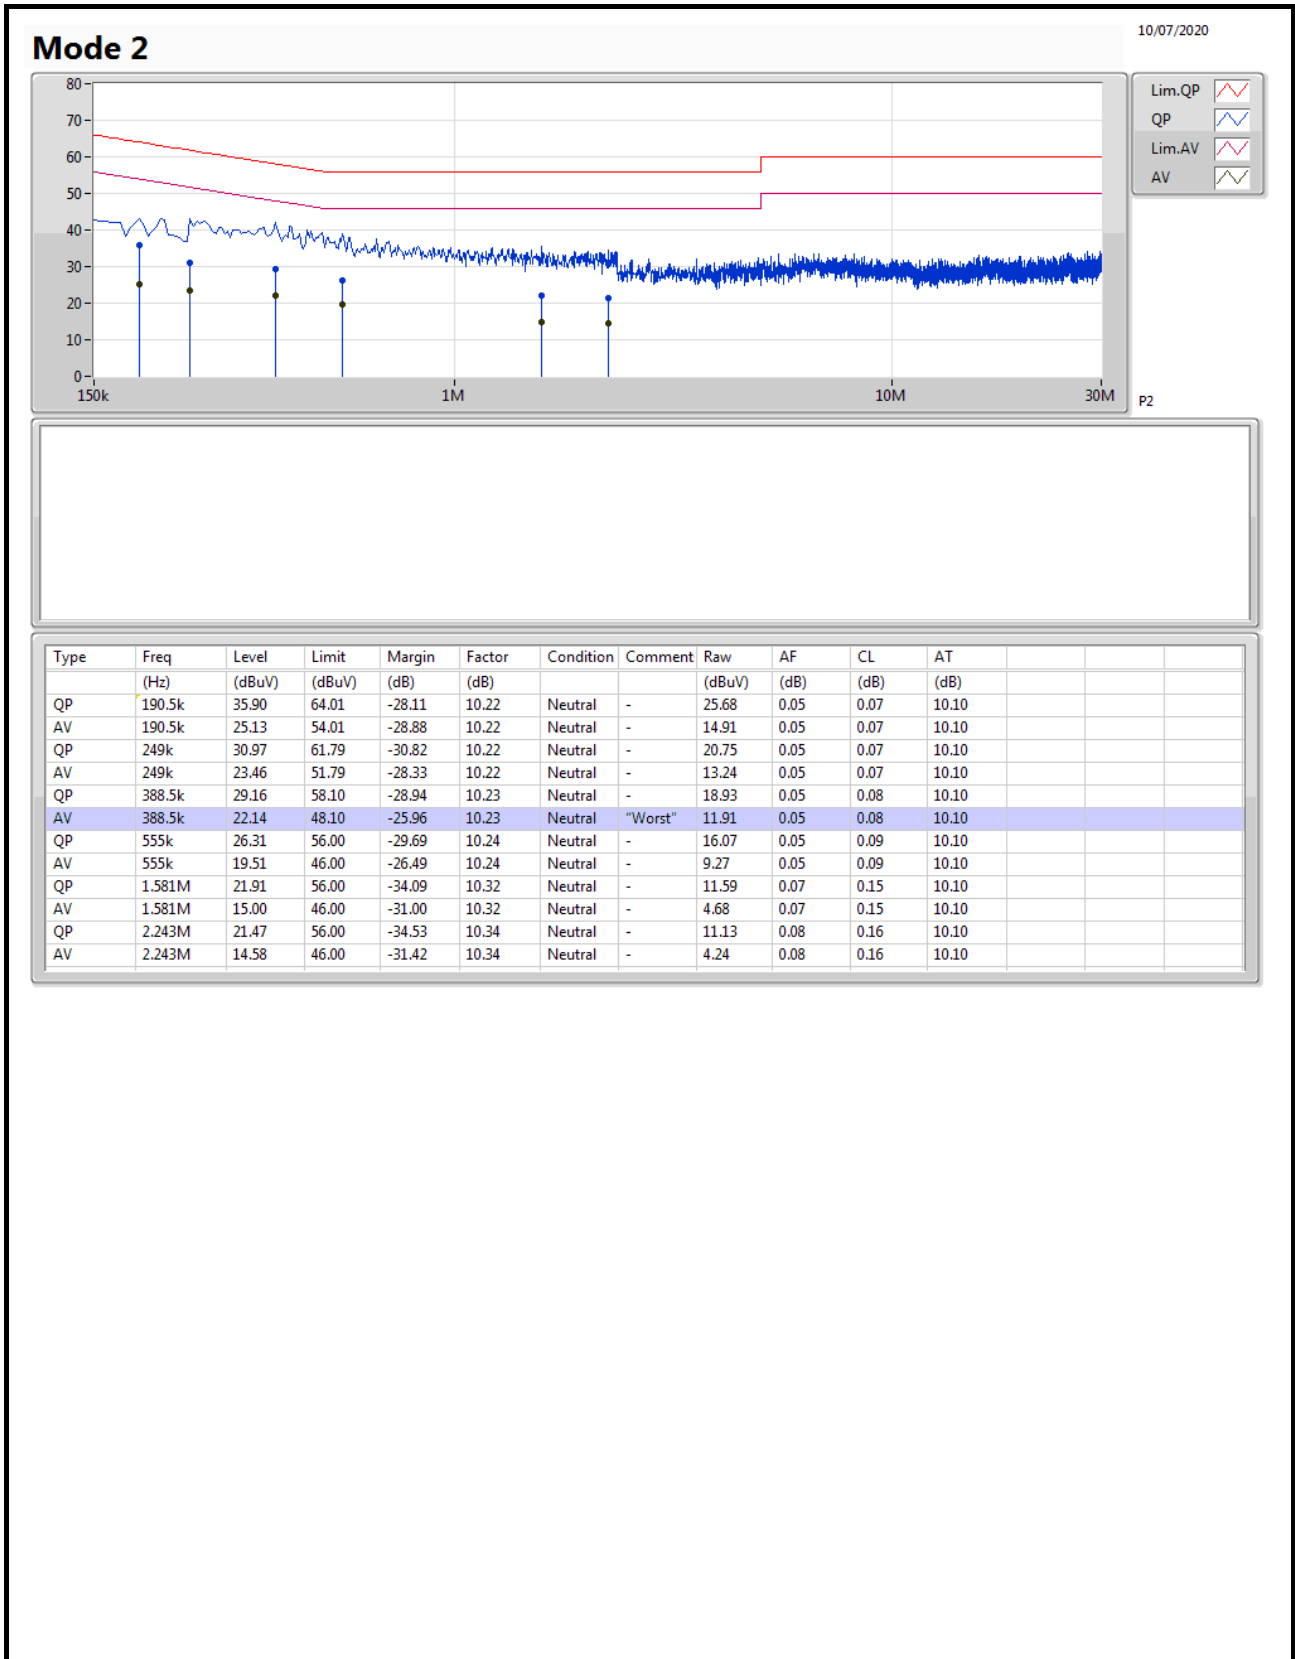 10/07/2020
Mode 2
80
70
60
50
40
30
20
10
0
150k 1M 10M 30M
Lim.QP
QP
Lim.AV
AV
P2
Type Freq Level Limit Margin Factor Condition Comment Raw AF CL AT
(Hz) (dBuV) (dBuV) (dB) (dB) (dBuV) (dB) (dB) (dB)
QP 190.5k 35.90 64.01 -28.11 10.22 Neutral - 25.68 0.05 0.07 10.10
AV 190.5k 25.13 54.01 -28.88 10.22 Neutral - 14.91 0.05 0.07 10.10
QP 249k 30.97 61.79 -30.82 10.22 Neutral - 20.75 0.05 0.07 10.10
AV 249k 23.46 51.79 -28.33 10.22 Neutral - 13.24 0.05 0.07 10.10
QP 388.5k 29.16 58.10 -28.94 10.23 Neutral - 18.93 0.05 0.08 10.10
AV 388.5k 22.14 48.10 -25.96 10.23 Neutral "Worst" 11.91 0.05 0.08 10.10
QP 555k 26.31 56.00 -29.69 10.24 Neutral - 16.07 0.05 0.09 10.10
AV 555k 19.51 46.00 -26.49 10.24 Neutral - 9.27 0.05 0.09 10.10
QP 1.581M 21.91 56.00 -34.09 10.32 Neutral - 11.59 0.07 0.15 10.10
AV 1.581M 15.00 46.00 -31.00 10.32 Neutral - 4.68 0.07 0.15 10.10
QP 2.243M 21.47 56.00 -34.53 10.34 Neutral - 11.13 0.08 0.16 10.10
AV 2.243M 14.58 46.00 -31.42 10.34 Neutral - 4.24 0.08 0.16 10.10